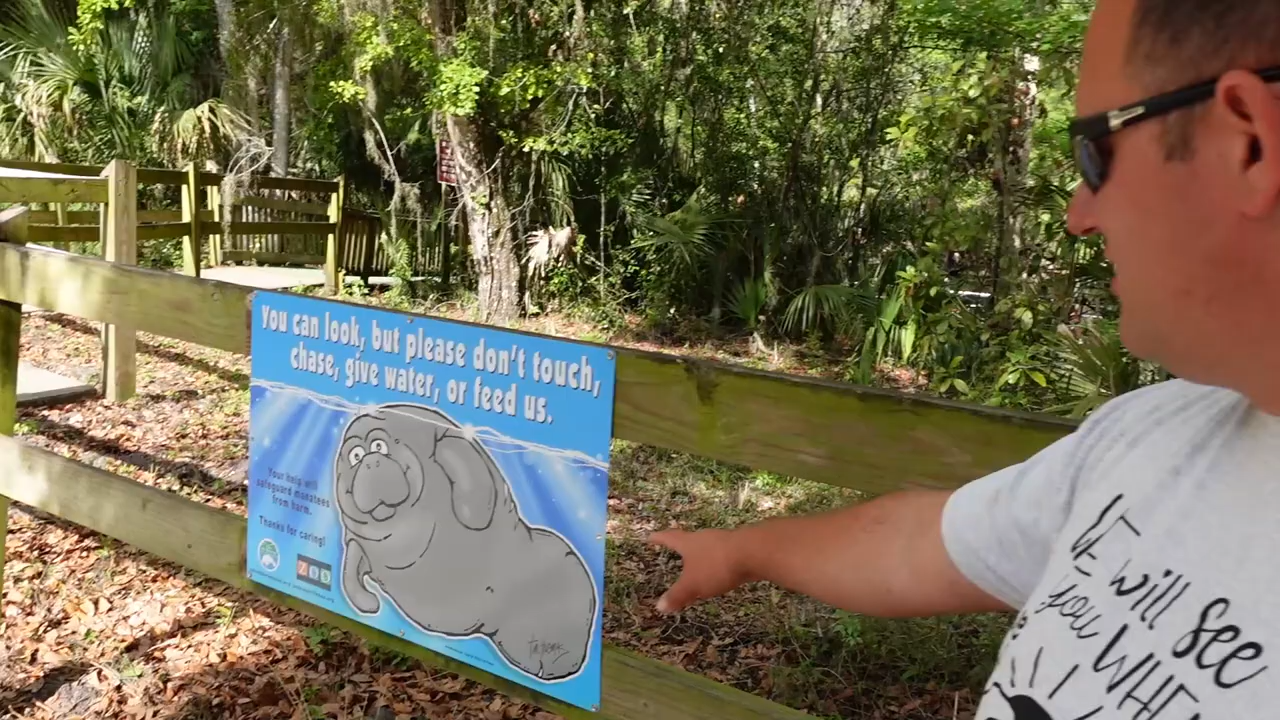 You can look, but please don't touch,
chase, give water, or feed us.
Your help will
safeguard manatees
from harm.
Thanks for caring!
will see
you WHE